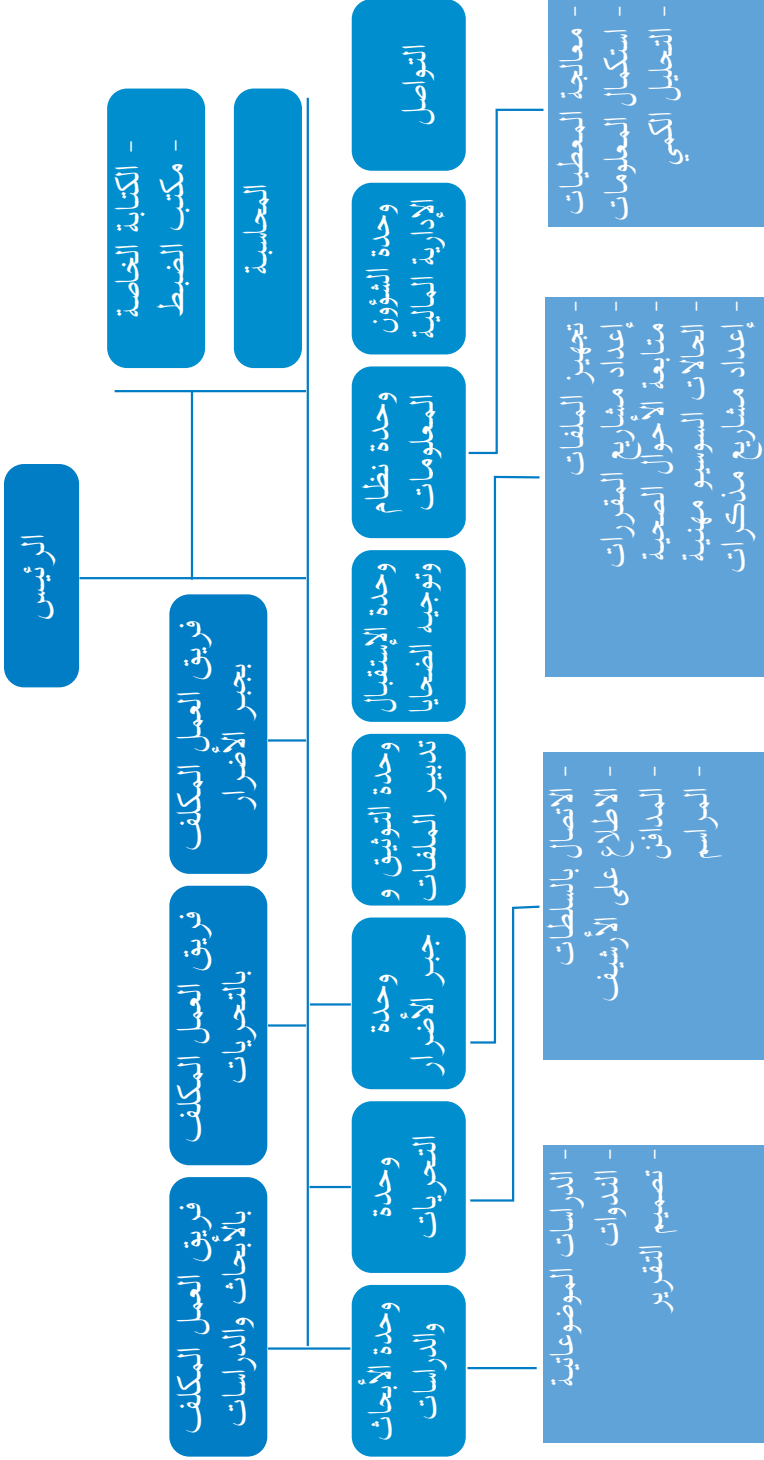 الرئيس
- الكتابة الخاصة
- مكتب الضبط
المحاسبة
فريق العمل المكلف
بجبر الأضرار
فريق العمل المكلف
بالتحريات
فريق العمل المكلف
بالابحاث والدراسات
التواصل
وحدة الشؤون
الإدارية المالية
وحدة نظام
المعلومات
وحدة الإستقبال
وتوجيه الضحايا
وحدة التوثيق و
تدبير الملفات
وحدة
جبر الأضرار
وحدة
التحريات
وحدة الأبحاث
والدراسات
- معالجة المعطيات
- استكمال المعلومات
- التحليل الكمي
- تجهيز الملفات
- إعداد مشاريع المقررات
- متابعة الأحوال الصحية
- الحالات السوسيو مهنية
- إعداد مشاريع مذكرات
- الاتصال بالسلطات
- الاطلاع على الأرشيف
- المدافن
- المراسم
- الدراسات الموضوعاتية
- الندوات
- تصميم التقرير